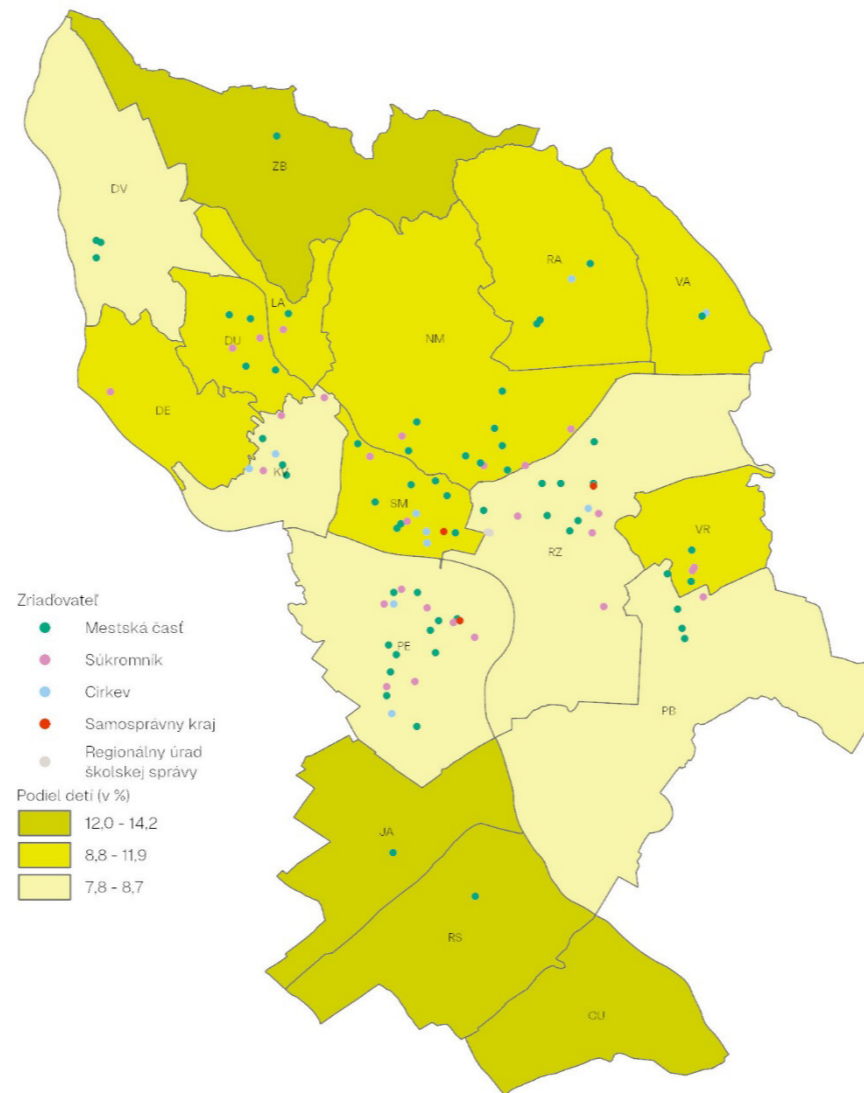 ZB
DV
RA
VA
LA
DU
NM
DE
KV
SM
VR
RZ
PE
PB
JA
RS
CU
Zriaďovateľ
Mestská časť
Súkromník
Cirkev
Samosprávny kraj
Regionálny úrad
školskej správy
Podiel detí (v %)
12,0 - 14,2
8,8 - 11,9
7,8 - 8,7